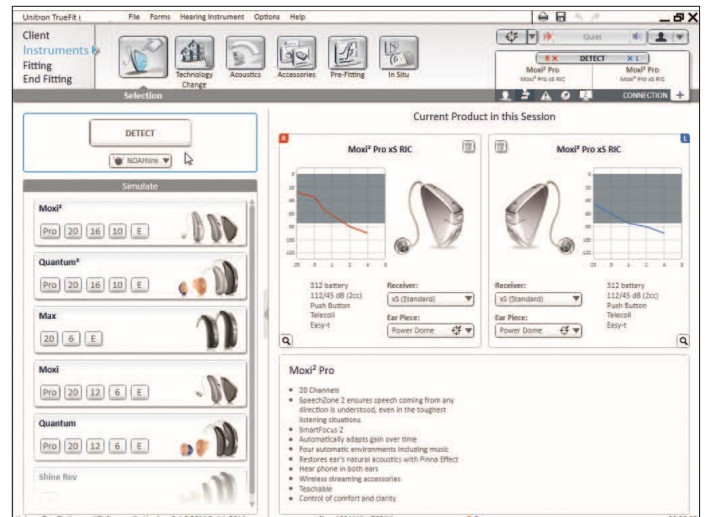 Unitron TrueFit (
File Forms Hearing Instrument Options Help
Client
Instruments
Fitting
End Fitting
Selection
Technology Change
Acoustics
Accessories
Pre-Fitting
In Situ
Quiet
R X DETECT X L
Moxi² Pro
Moxi² Pro xS RIC
Moxi² Pro
Moxi² Pro xS RIC
CONNECTION +
DETECT
NOAHlink
Simulate
Moxi²
Pro 20 16 10 E
Quantum²
Pro 20 16 10 E
Max
20 6 E
Moxi
Pro 20 12 6 E
Quantum
Pro 20 12 6 E
Shine Rev
Current Product in this Session
R
Moxi² Pro xS RIC
312 battery
112/45 dB (2cc)
Push Button
Telecoil
Easy-t
Receiver:
xS (Standard)
Ear Piece:
Power Dome
L
Moxi² Pro xS RIC
Receiver:
xS (Standard)
Ear Piece:
Power Dome
312 battery
112/45 dB (2cc)
Push Button
Telecoil
Easy-t
Moxi² Pro
• 20 Channels
• SpeechZone 2 ensures speech coming from any
direction is understood, even in the toughest
listening situations.
• SmartFocus 2
• Automatically adapts gain over time
• Four automatic environments including music
• Restores ear's natural acoustics with Pinna Effect
• Hear phone in both ears
• Wireless streaming accessories
• Teachable
• Control of comfort and clarity